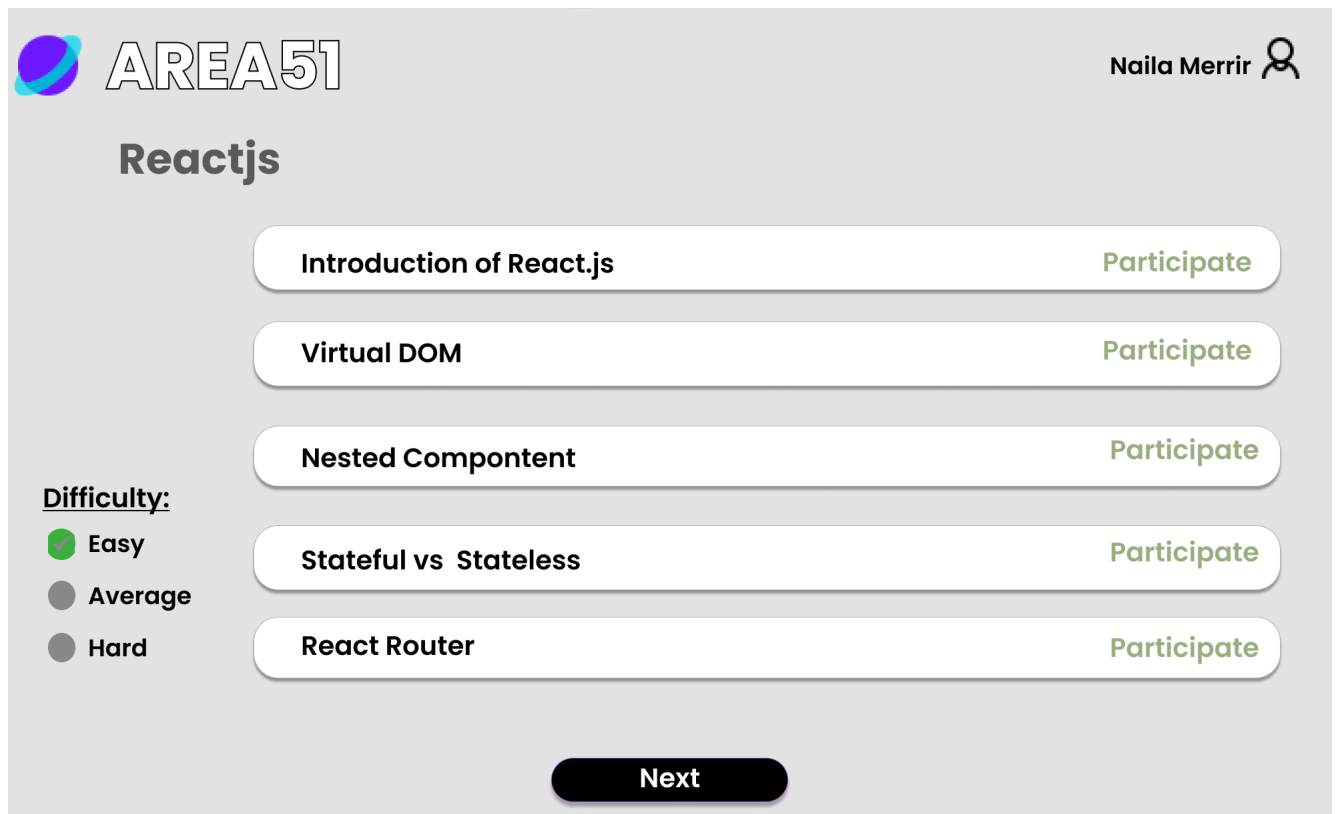 AREA51
Naila Merrir
Reactjs
Introduction of React.js Participate
Virtual DOM Participate
Nested Compontent Participate
Stateful vs Stateless Participate
React Router Participate
Difficulty:
Easy
Average
Hard
Next